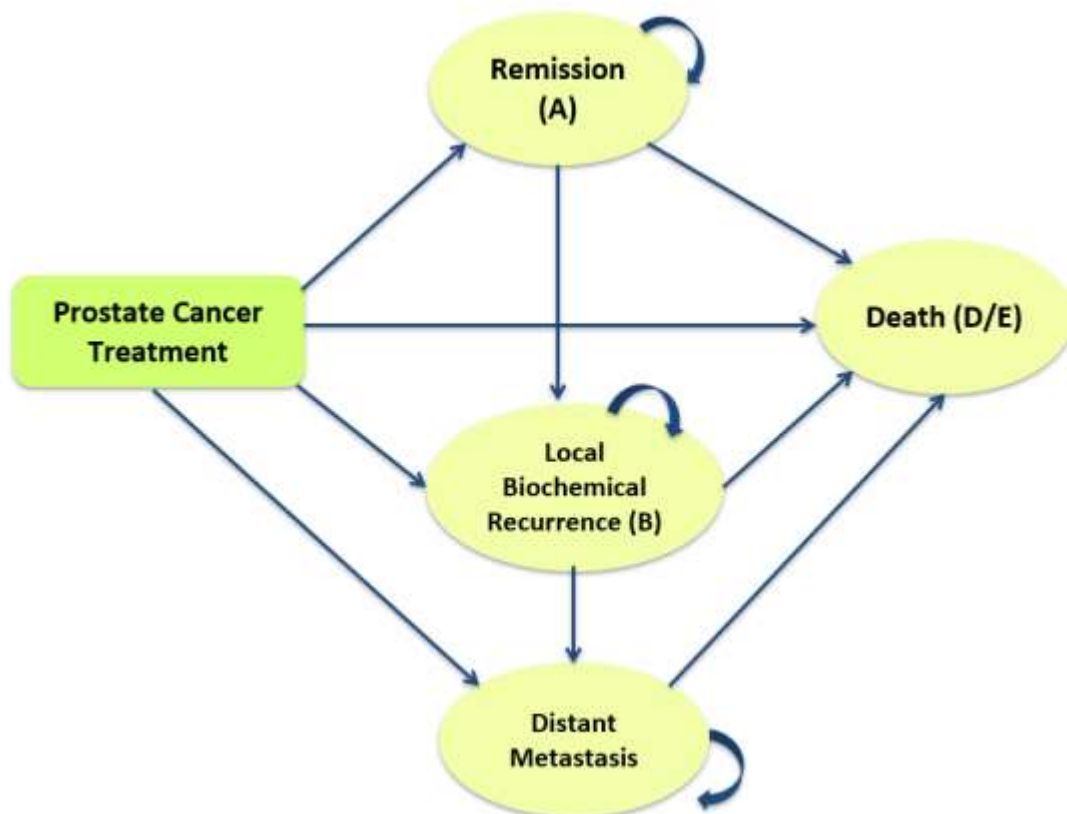 Remission
(A)
Prostate Cancer
Treatment
Death (D/E)
Local
Biochemical
Recurrence (B)
Distant
Metastasis